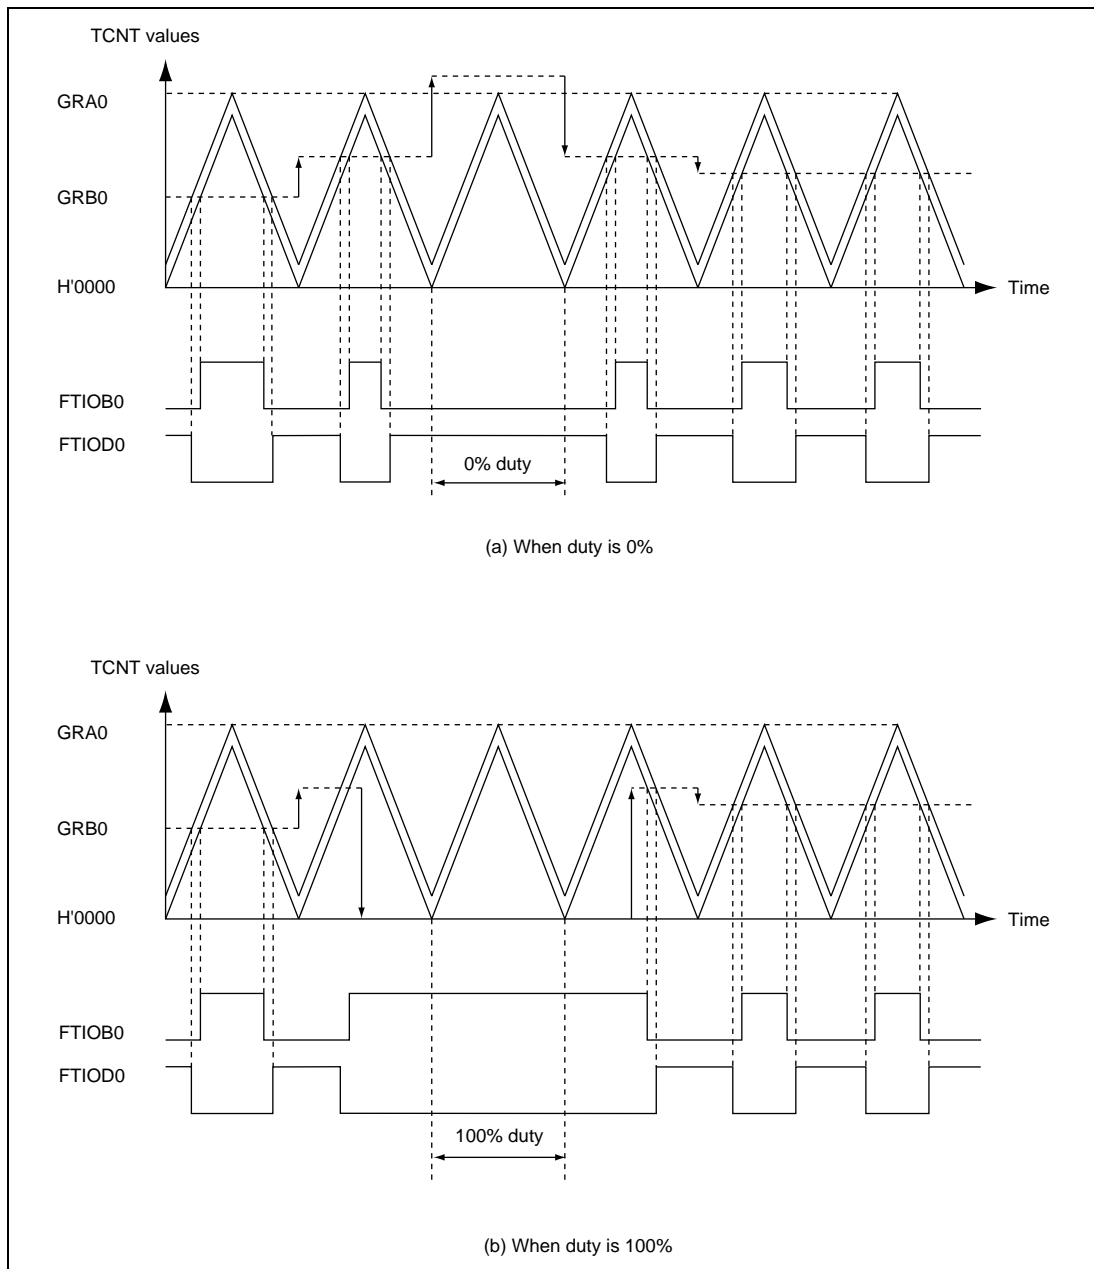 TCNT values
GRA0
GRB0
H'0000
Time
FTIOB0
FTIOD0
0% duty
(a) When duty is 0%
TCNT values
GRA0
GRB0
H'0000
Time
FTIOB0
FTIOD0
100% duty
(b) When duty is 100%